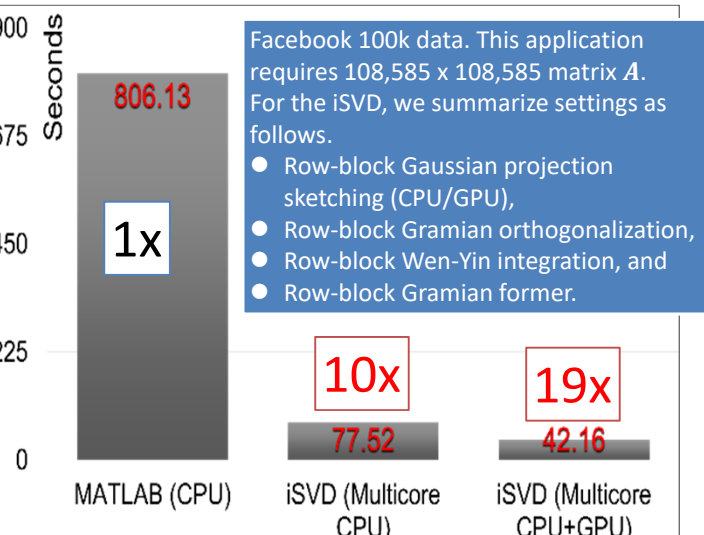 900
Seconds
675
450
225
0
806.13
1x
Facebook 100k data. This application
requires 108,585 x 108,585 matrix A.
For the iSVD, we summarize settings as
follows.
● Row-block Gaussian projection
sketching (CPU/GPU),
● Row-block Gramian orthogonalization,
● Row-block Wen-Yin integration, and
● Row-block Gramian former.
10x
77.52
19x
42.16
MATLAB (CPU)
iSVD (Multicore
CPU)
iSVD (Multicore
CPU+GPU)